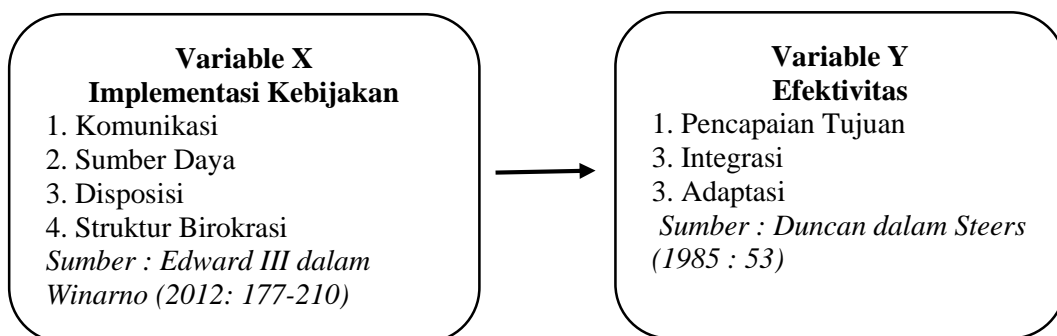 Variable X
Implementasi Kebijakan
1. Komunikasi
2. Sumber Daya
3. Disposisi
4. Struktur Birokrasi
Sumber : Edward III dalam
Winarno (2012: 177-210)
Variable Y
Efektivitas
1. Pencapaian Tujuan
3. Integrasi
3. Adaptasi
Sumber : Duncan dalam Steers
(1985 : 53)